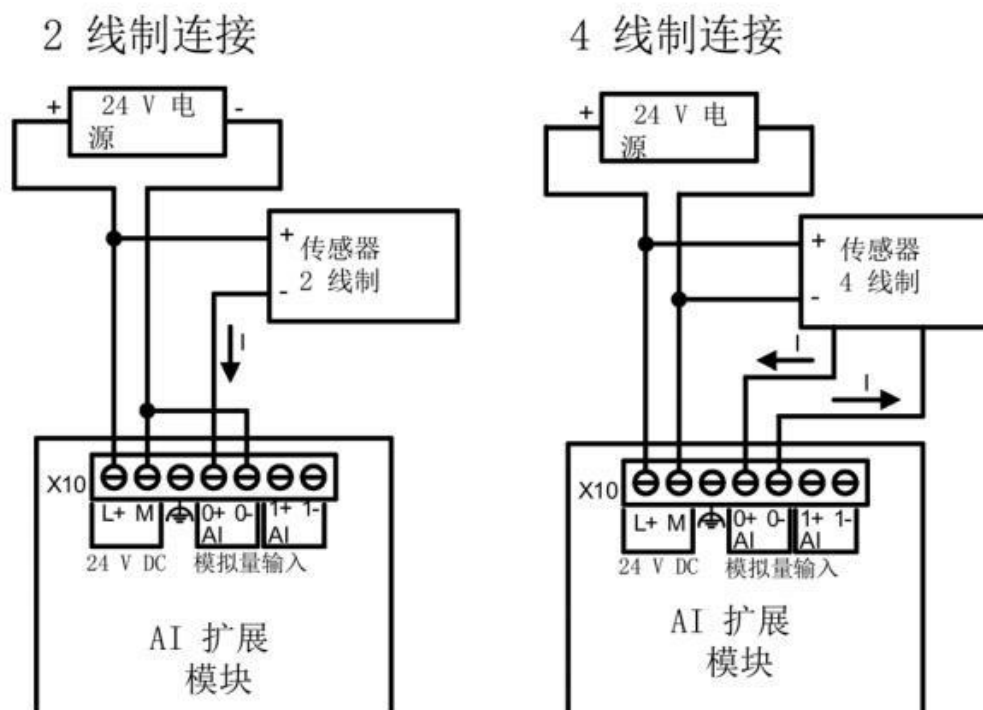 2 线制连接
+ 24 V 电 -
源
+
传感器
2 线制
-
I
X10
L+ M 0+ 0- 1+ 1-
AI AI
24 V DC 模拟量输入
AI 扩展
模块
4 线制连接
+ 24 V 电
源
+
传感器
4 线制
-
I
I
X10
L+ M 0+ 0- 1+ 1-
AI AI
24 V DC 模拟量输入
AI 扩展
模块